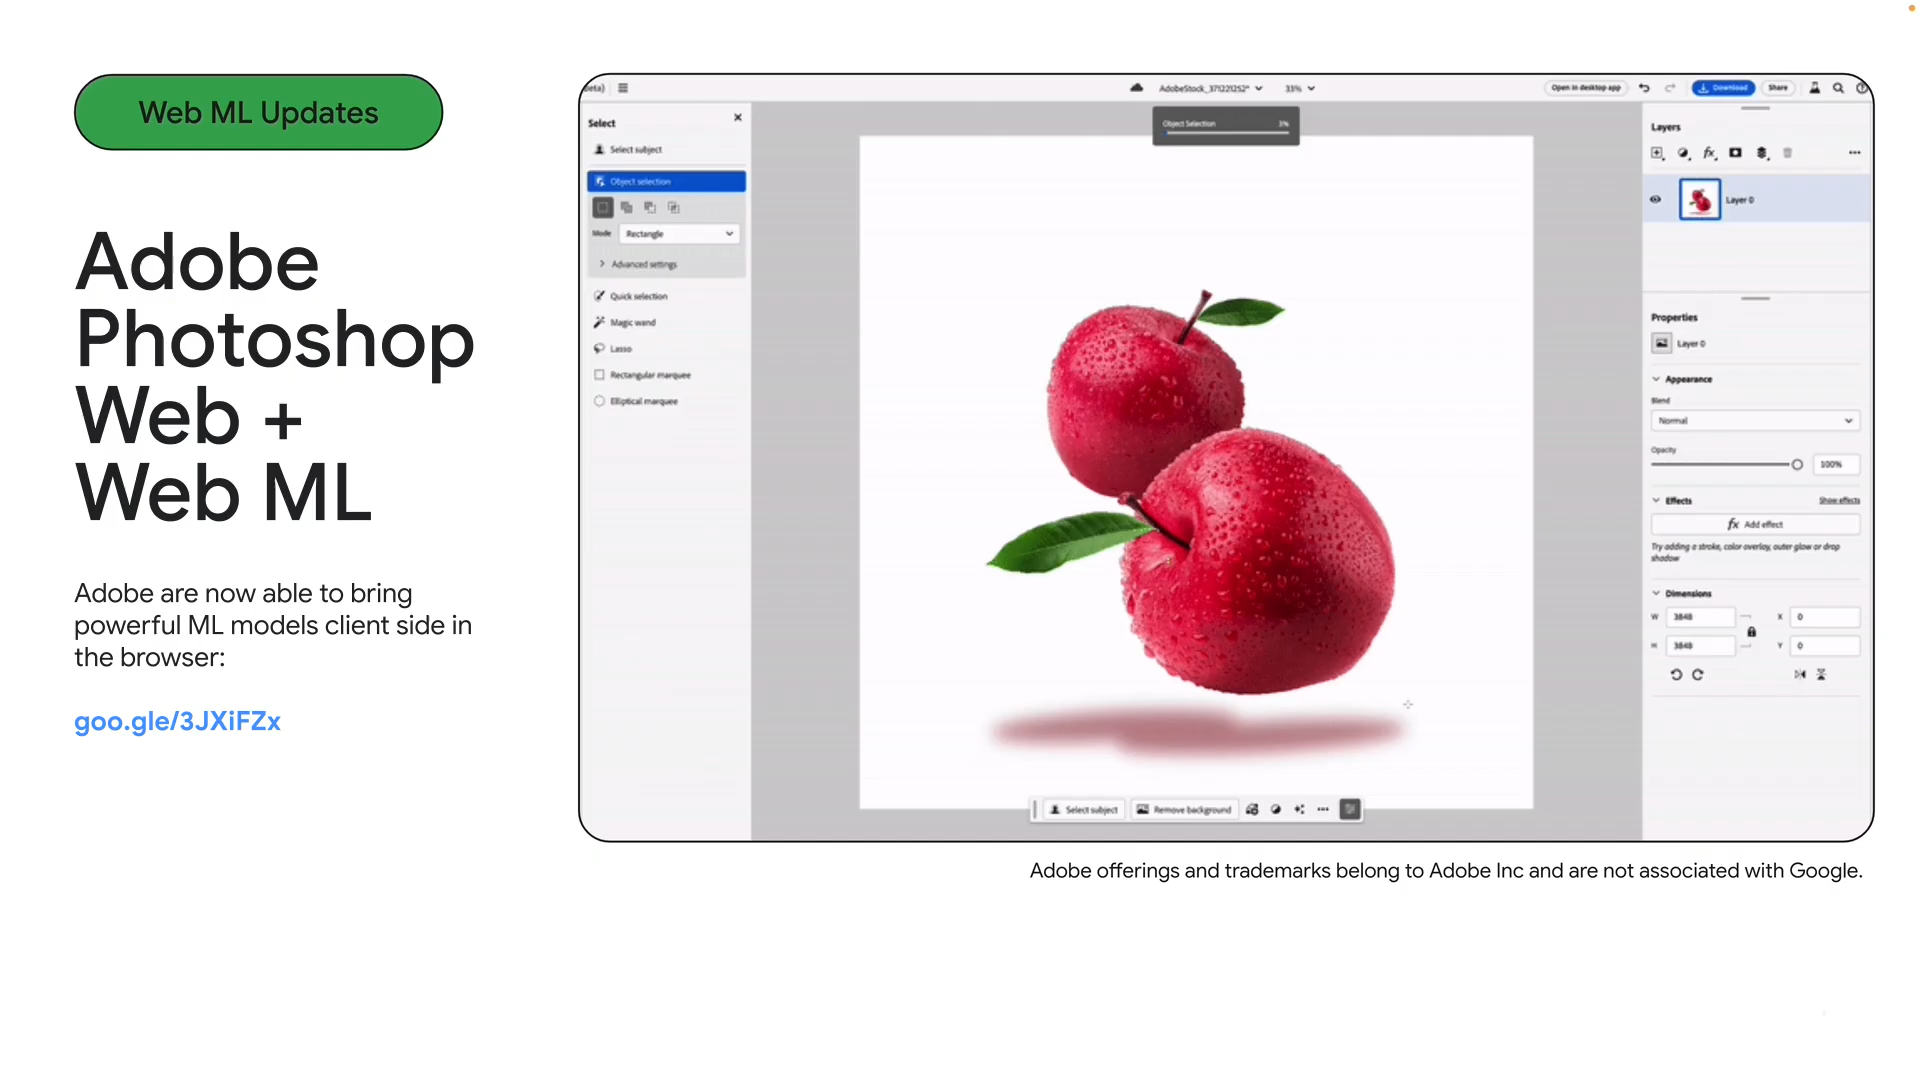 Web ML Updates
Adobe
Photoshop
Web +
Web ML
Adobe are now able to bring
powerful ML models client side in
the browser:
goo.gle/3JXiFZx
AdobeStock_371221252*
33%
Open in desktop app
Download
Share
Select
Select subject
Object selection
Mode
Rectangle
Advanced settings
Quick selection
Magic wand
Lasso
Rectangular marquee
Elliptical marquee
Object Selection
3%
Select subject
Remove background
Layers
Layer 0
Properties
Layer 0
Appearance
Blend
Normal
Opacity
100%
Effects
Show effects
fx Add effect
Try adding a stroke, color overlay, outer glow or drop
shadow
Dimensions
W 3848 X 0
H 3848 Y 0
Adobe offerings and trademarks belong to Adobe Inc and are not associated with Google.